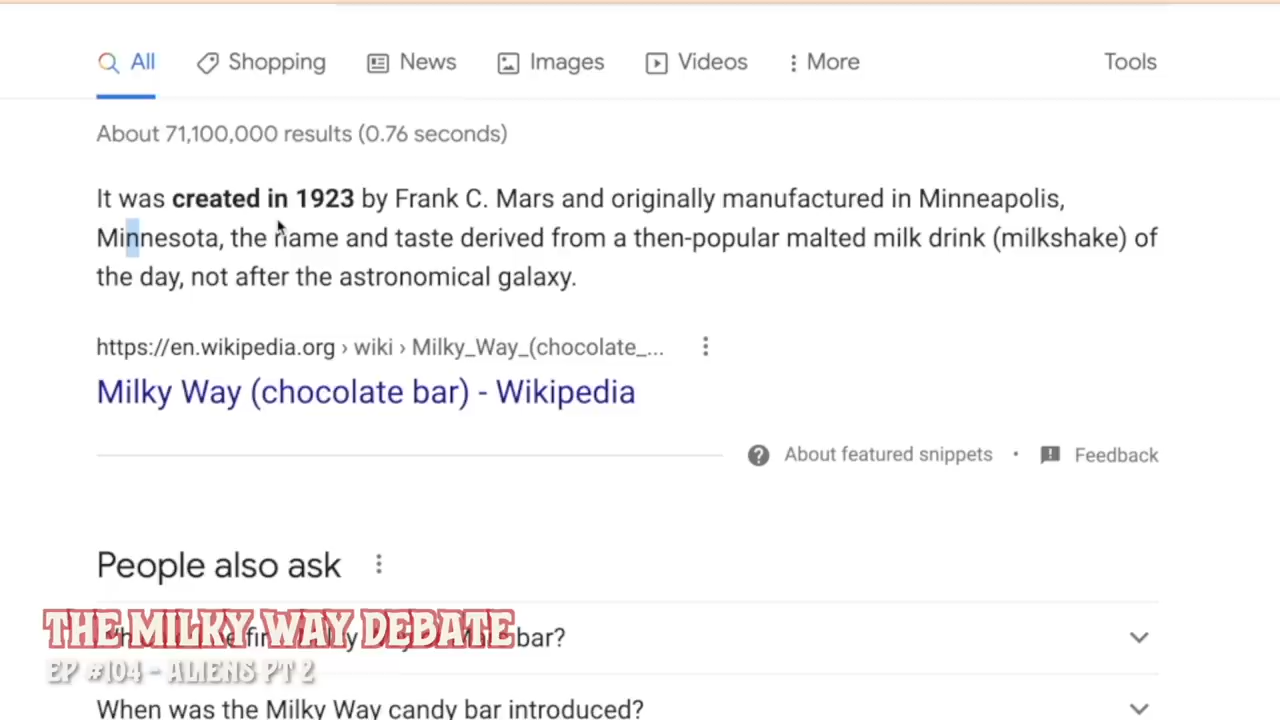 All Shopping News Images Videos More Tools
About 71,100,000 results (0.76 seconds)
It was created in 1923 by Frank C. Mars and originally manufactured in Minneapolis,
Minnesota, the name and taste derived from a then-popular malted milk drink (milkshake) of
the day, not after the astronomical galaxy.
https://en.wikipedia.org › wiki › Milky_Way_(chocolate_...
Milky Way (chocolate bar) - Wikipedia
About featured snippets • Feedback
People also ask
THE MILKY WAY DEBATE
bar?
EP #104 - ALIENS PT 2
When was the Milky Way candy bar introduced?